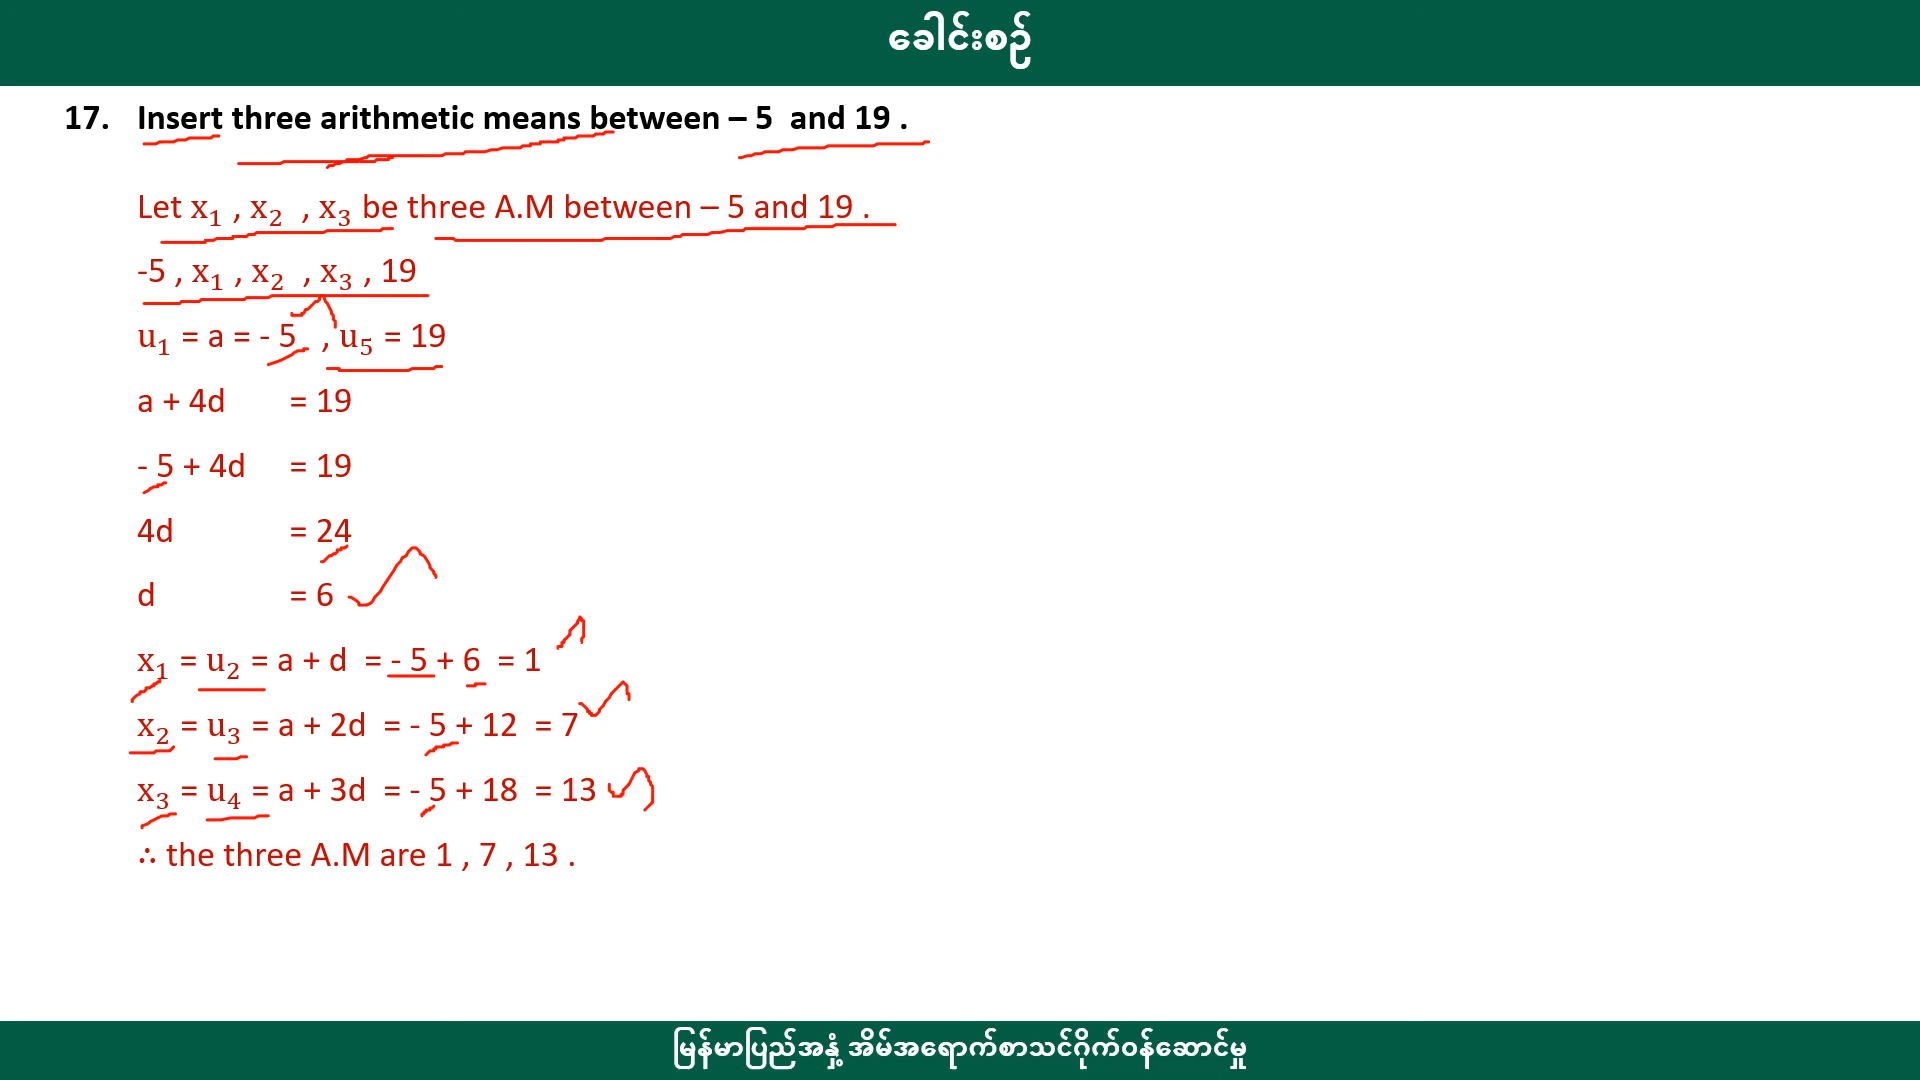 ခေါင်းစဉ်
17. Insert three arithmetic means between – 5 and 19 .
Let x₁ , x₂ , x₃ be three A.M between – 5 and 19 .
-5 , x₁ , x₂ , x₃ , 19
u₁ = a = - 5 , u₅ = 19
a + 4d = 19
- 5 + 4d = 19
4d = 24
d = 6
x₁ = u₂ = a + d = - 5 + 6 = 1
x₂ = u₃ = a + 2d = - 5 + 12 = 7
x₃ = u₄ = a + 3d = - 5 + 18 = 13
∴ the three A.M are 1 , 7 , 13 .
မြန်မာပြည်အနှံ့ အိမ်အရောက်စာသင်ဂိုက်ဝန်ဆောင်မှု